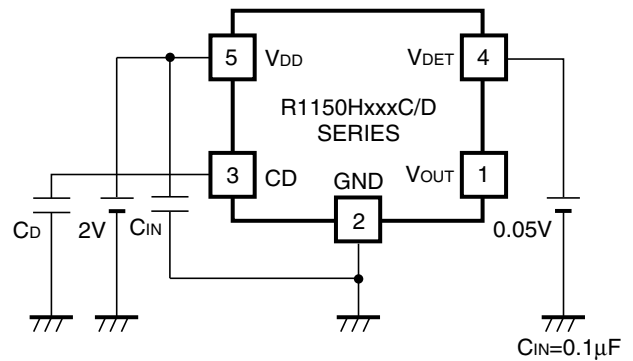 5 VDD VDET 4
R1150HxxxC/D
SERIES
3 CD GND VOUT 1
2
CD 2V CIN 0.05V
CIN=0.1μF